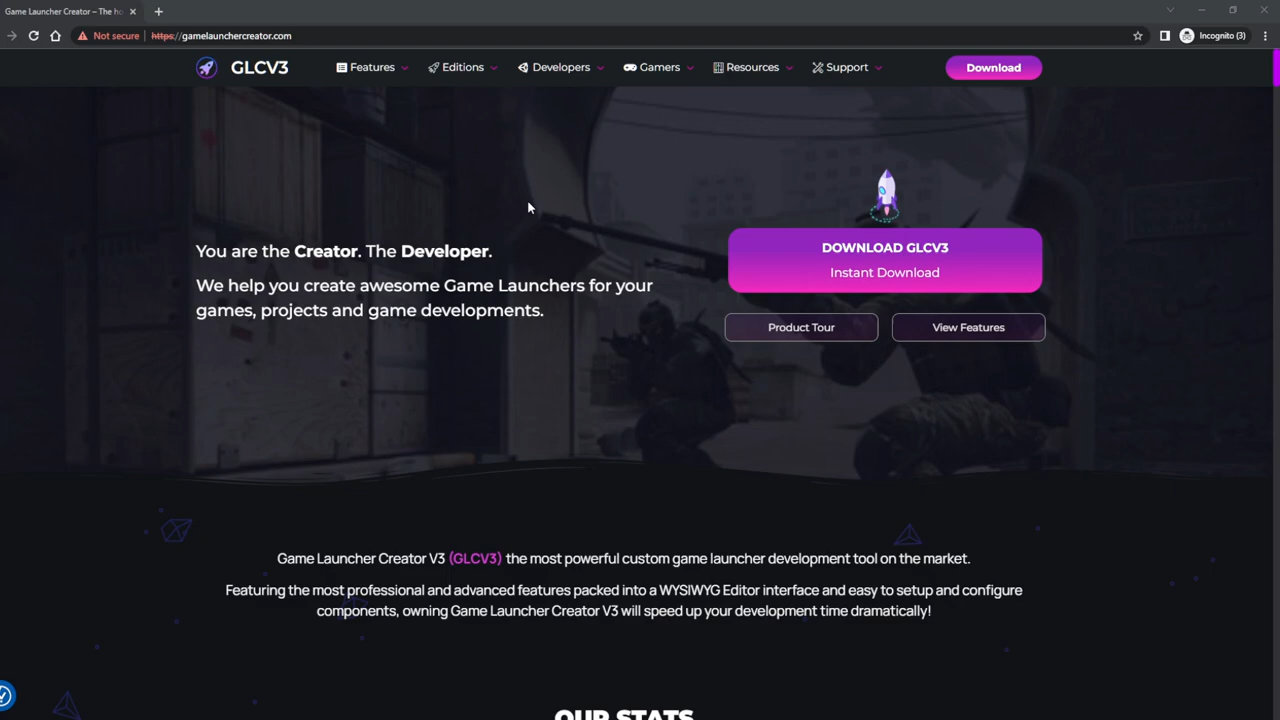 Game Launcher Creator – The ho
Not secure
https://gamelaunchercreator.com
Incognito (3)
GLCV3
Features
Editions
Developers
Gamers
Resources
Support
Download
You are the Creator. The Developer.
We help you create awesome Game Launchers for your
games, projects and game developments.
DOWNLOAD GLCV3
Instant Download
Product Tour
View Features
Game Launcher Creator V3 (GLCV3) the most powerful custom game launcher development tool on the market.
Featuring the most professional and advanced features packed into a WYSIWYG Editor interface and easy to setup and configure
components, owning Game Launcher Creator V3 will speed up your development time dramatically!
OUR STATS